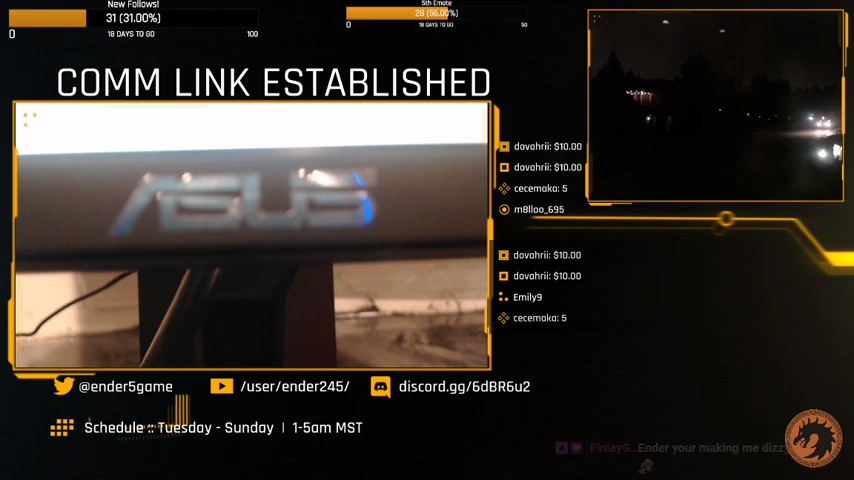 New Follows!
31 (31.00%)
0 18 DAYS TO GO 100
5th Emote
28 (56.00%)
0 18 DAYS TO GO 50
COMM LINK ESTABLISHED
ASUS
dovahrii: $10.00
dovahrii: $10.00
cecemaka: 5
m8lloo_695
dovahrii: $10.00
dovahrii: $10.00
Emily9
cecemaka: 5
@ender5game
/user/ender245/
discord.gg/6dBR6u2
Schedule :: Tuesday - Sunday | 1-5am MST
FinleyG...Ender your making me dizzy